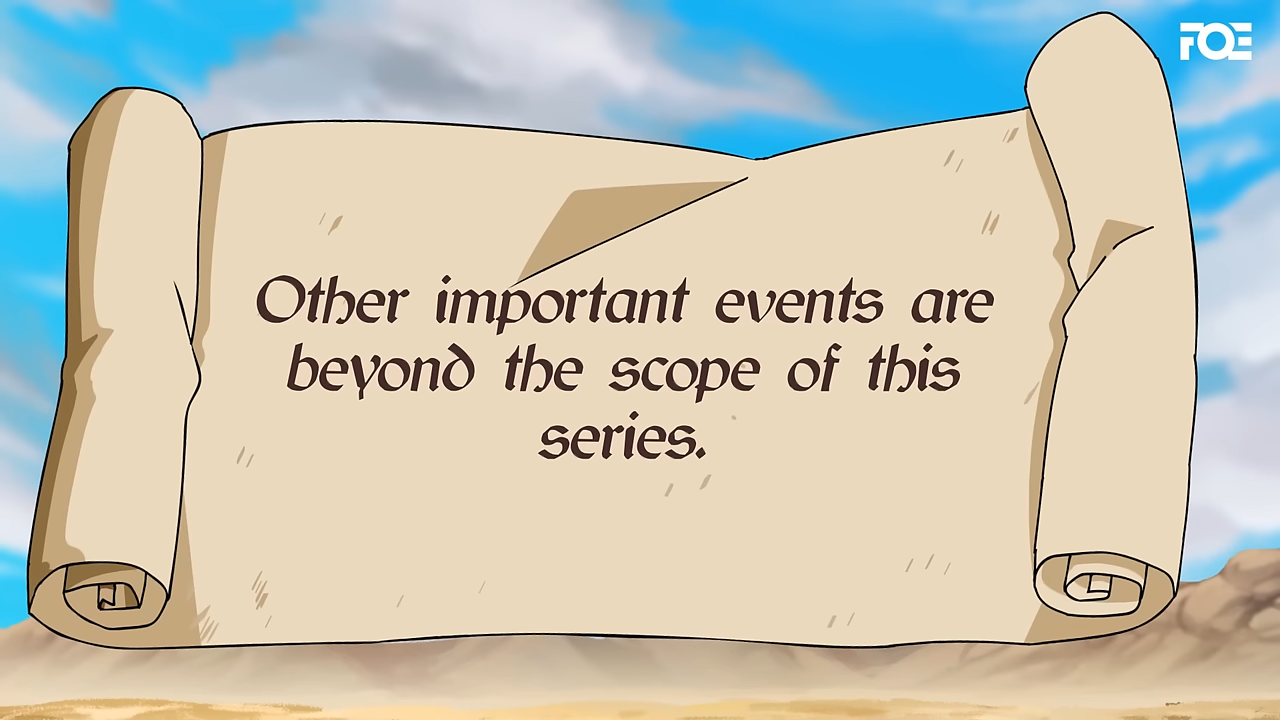 FOE
Other important events are
beyond the scope of this
series.